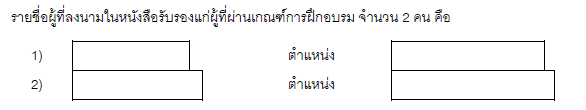 รายชื่อผู้ที่ลงนามในหนังสือรับรองแก่ผู้ที่ผ่านเกณฑ์การฝึกอบรม จำนวน 2 คน คือ
1) ตำแหน่ง
2) ตำแหน่ง